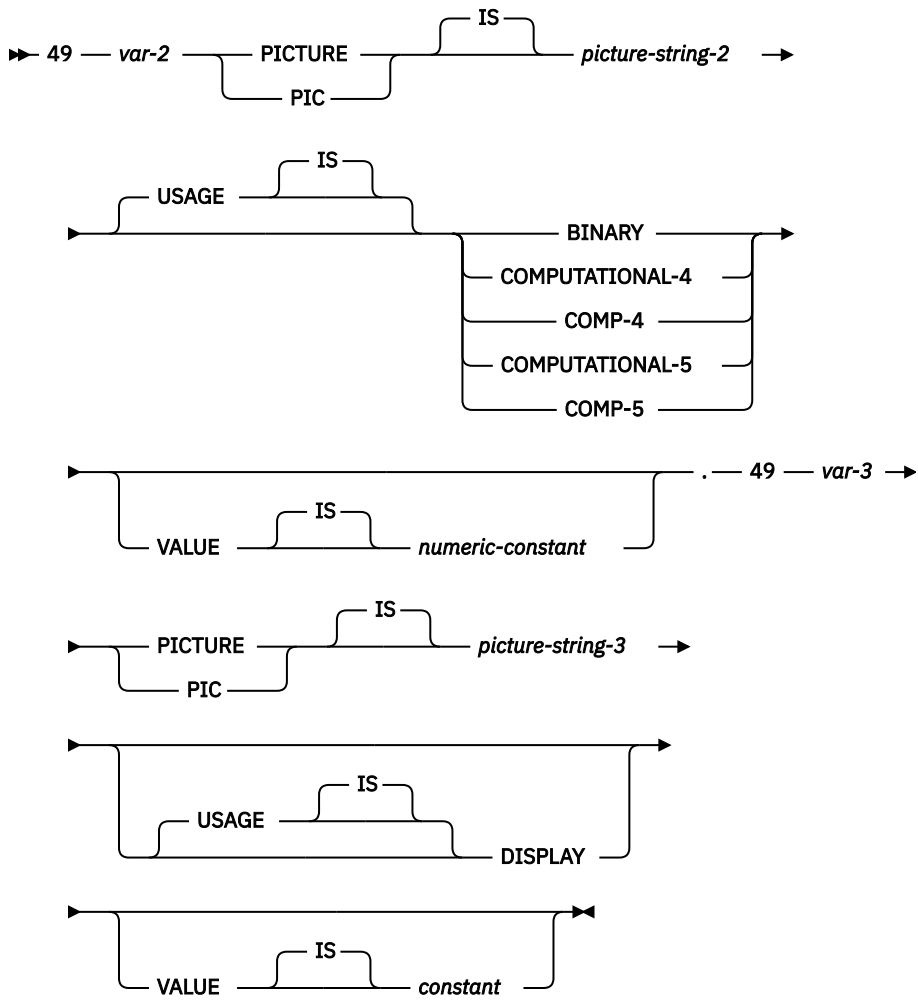 IS
49 var-2 PICTURE picture-string-2
PIC
IS
USAGE
BINARY
COMPUTATIONAL-4
COMP-4
COMPUTATIONAL-5
COMP-5
. 49 var-3
IS
VALUE numeric-constant
IS
PICTURE picture-string-3
PIC
IS
USAGE
DISPLAY
IS
VALUE constant